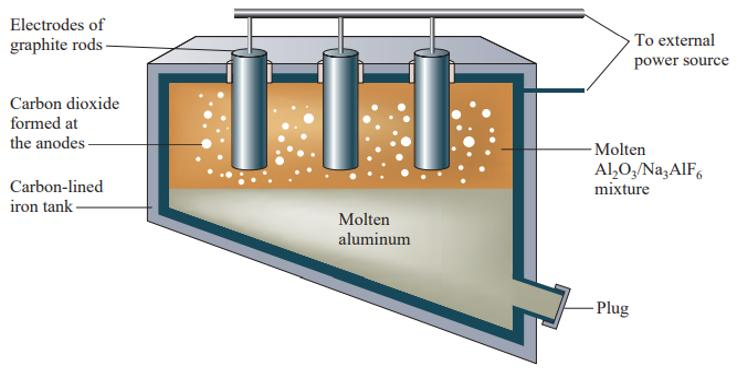 Electrodes of
graphite rods
To external
power source
Carbon dioxide
formed at
the anodes
Molten
Al₂O₃/Na₃AlF₆
mixture
Carbon-lined
iron tank
Molten
aluminum
Plug